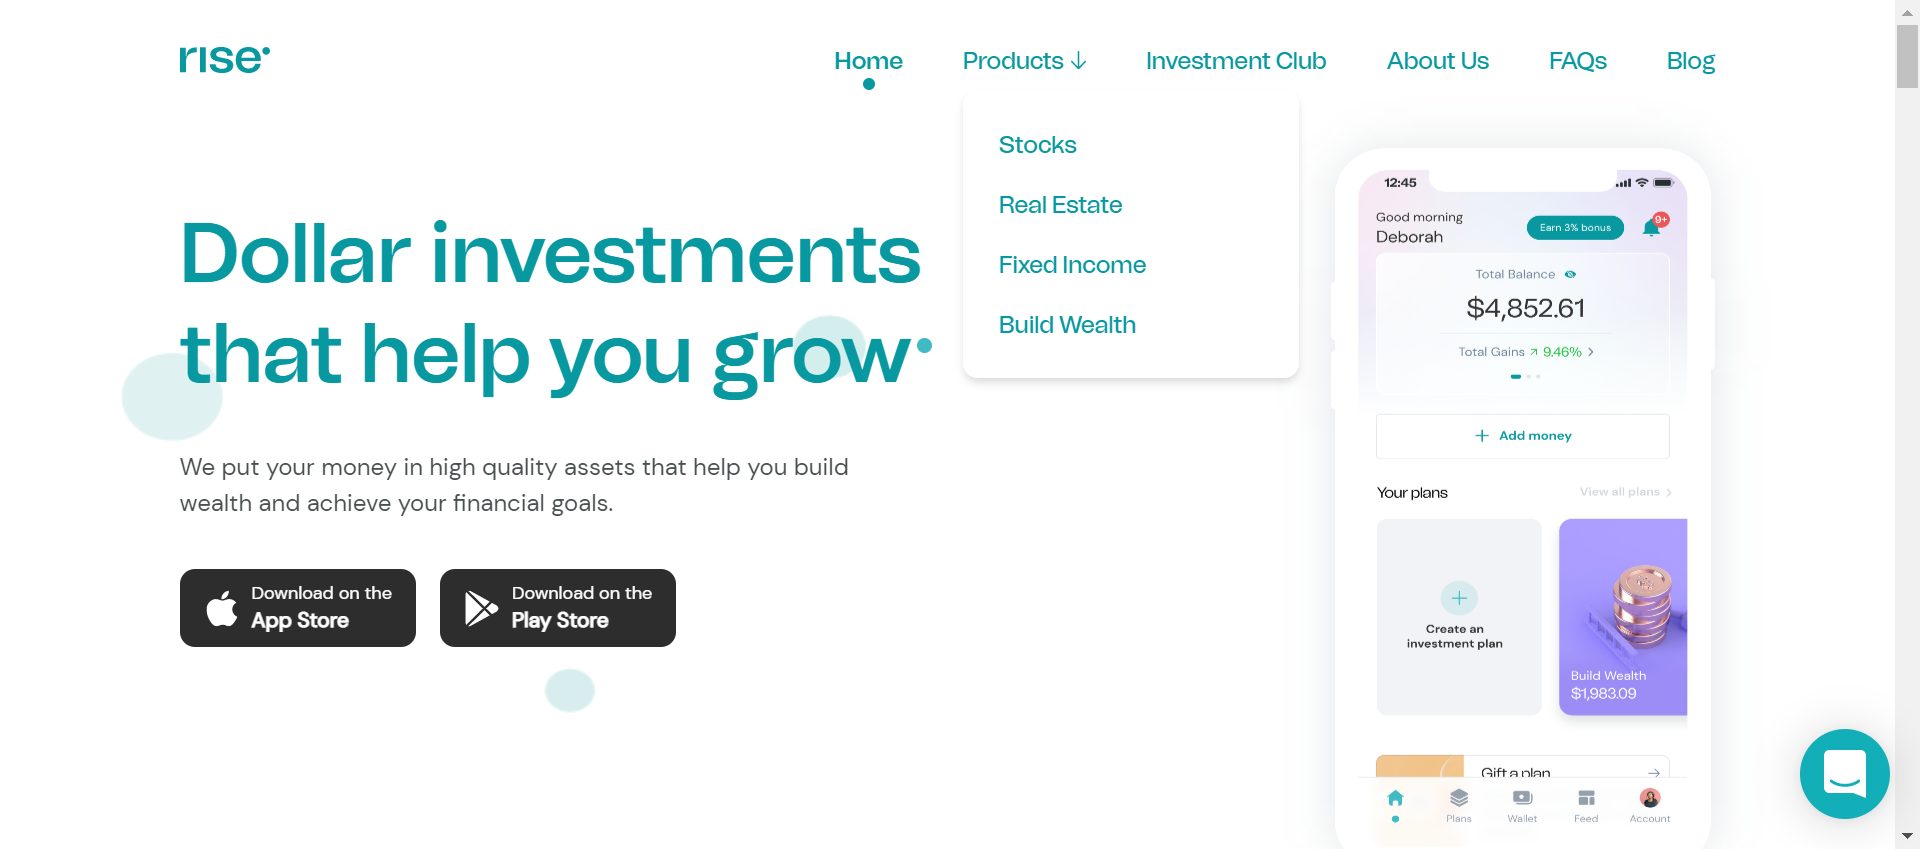 rise
Home
Products ↓
Investment Club
About Us
FAQs
Blog
Stocks
Real Estate
Fixed Income
Build Wealth
Dollar investments
that help you grow
We put your money in high quality assets that help you build
wealth and achieve your financial goals.
Download on the
App Store
Download on the
Play Store
12:45
Good morning
Deborah
Earn 3% bonus
9+
Total Balance
$4,852.61
Total Gains 9.46%
Add money
Your plans
View all plans
Create an
investment plan
Build Wealth
$1,983.09
Gift a plan
Plans
Wallet
Feed
Account